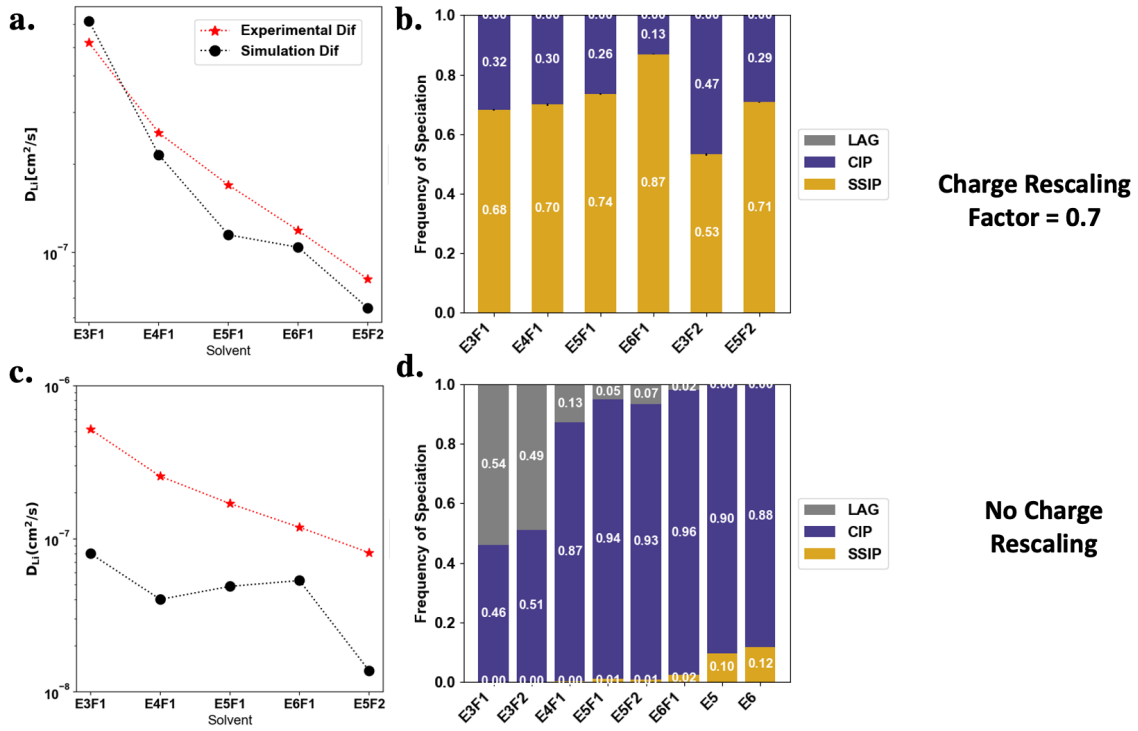 a.
Experimental Dif
Simulation Dif
D_Li[cm²/s]
10⁻⁷
E3F1 E4F1 E5F1 E6F1 E5F2
Solvent
b.
Frequency of Speciation
1.0
0.8
0.6
0.4
0.2
0.0
0.00 0.00 0.00 0.00 0.00 0.00
0.32 0.30 0.26 0.13 0.47 0.29
0.68 0.70 0.74 0.87 0.53 0.71
E3F1 E4F1 E5F1 E6F1 E3F2 E5F2
LAG
CIP
SSIP
Charge Rescaling
Factor = 0.7
c.
D_Li(cm²/s)
10⁻⁶
10⁻⁷
10⁻⁸
E3F1 E4F1 E5F1 E6F1 E5F2
Solvent
d.
Frequency of Speciation
1.0
0.8
0.6
0.4
0.2
0.0
0.54 0.49 0.13 0.05 0.07 0.02 0.00 0.00
0.46 0.51 0.87 0.94 0.93 0.96 0.90 0.88
0.00 0.00 0.00 0.01 0.01 0.02 0.10 0.12
E3F1 E3F2 E4F1 E5F1 E5F2 E6F1 E5 E6
LAG
CIP
SSIP
No Charge
Rescaling